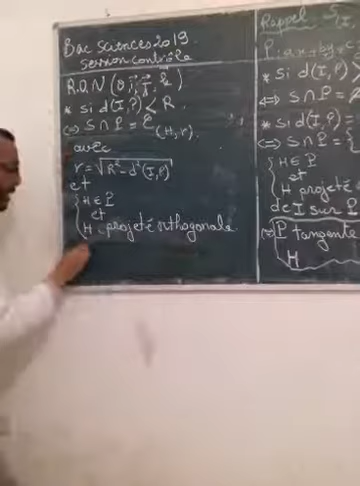 Bac sciences 2019.
session contrôle
R.O.N (O, i, j, k)
* si d(I,P) < R
⇔ S∩P = C(H,r).
avec
r = √R² - d²(I,P)
et
{ H ∈ P
et
H projeté orthogonale
Rappel S(I,
P: ax+by+c
* Si d(I,P)
⇔ S∩P =
* si d(I,P) =
⇔ S∩P = {
{ H ∈ P
et
H projeté
de I sur P
P tangente
H